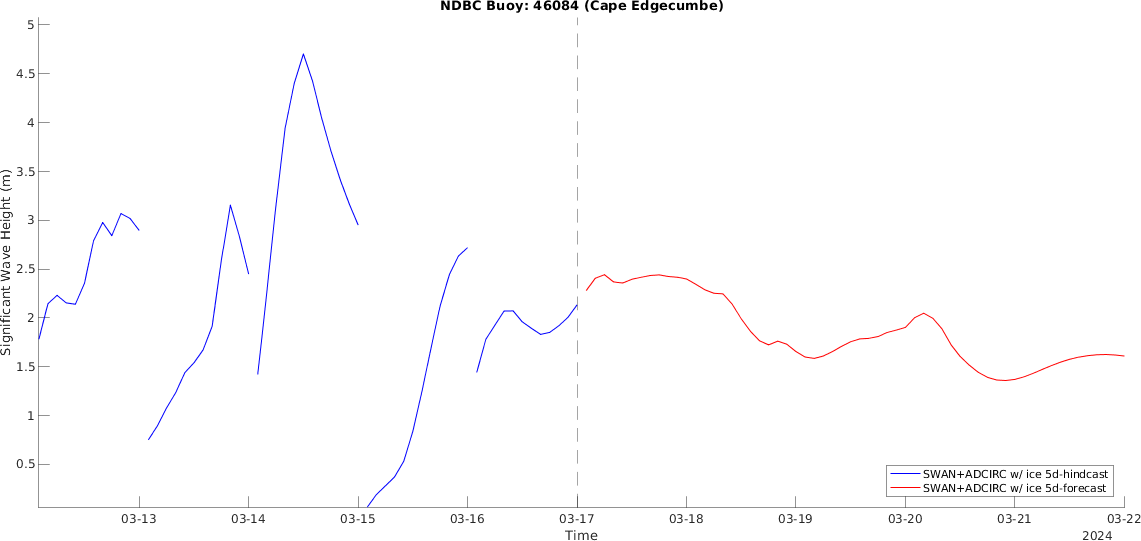 NDBC Buoy: 46084 (Cape Edgecumbe)
5
4.5
4
3.5
3
2.5
2
1.5
1
0.5
Significant Wave Height (m)
03-13 03-14 03-15 03-16 03-17 03-18 03-19 03-20 03-21 03-22
Time
2024
SWAN+ADCIRC w/ ice 5d-hindcast
SWAN+ADCIRC w/ ice 5d-forecast